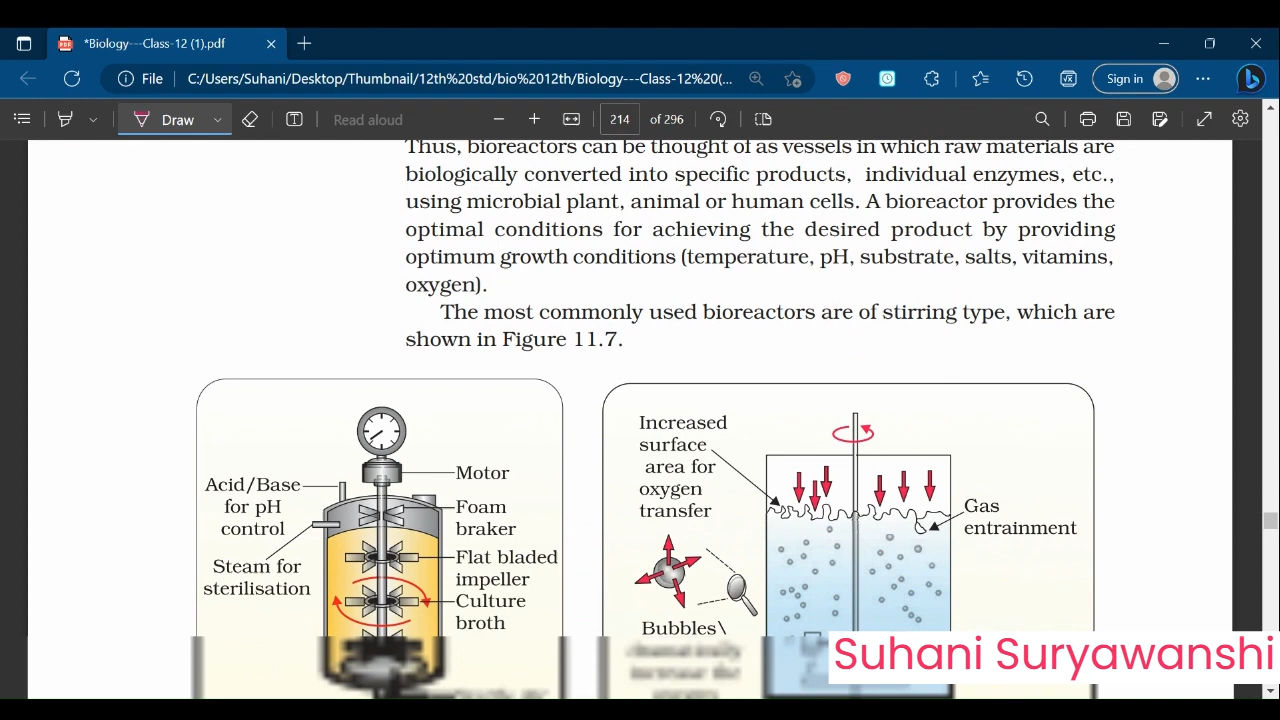 *Biology---Class-12 (1).pdf
File
C:/Users/Suhani/Desktop/Thumbnail/12th%20std/bio%2012th/Biology---Class-12%20(...
Sign in
Draw
Read aloud
214 of 296
Thus, bioreactors can be thought of as vessels in which raw materials are
biologically converted into specific products, individual enzymes, etc.,
using microbial plant, animal or human cells. A bioreactor provides the
optimal conditions for achieving the desired product by providing
optimum growth conditions (temperature, pH, substrate, salts, vitamins,
oxygen).
The most commonly used bioreactors are of stirring type, which are
shown in Figure 11.7.
Acid/Base
for pH
control
Steam for
sterilisation
Motor
Foam
braker
Flat bladed
impeller
Culture
broth
Increased
surface
area for
oxygen
transfer
Gas
entrainment
Bubbles\
Suhani Suryawanshi